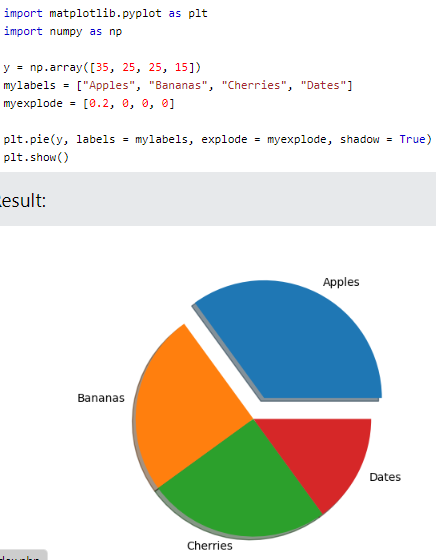 import matplotlib.pyplot as plt
import numpy as np
y = np.array([35, 25, 25, 15])
mylabels = ["Apples", "Bananas", "Cherries", "Dates"]
myexplode = [0.2, 0, 0, 0]
plt.pie(y, labels = mylabels, explode = myexplode, shadow = True)
plt.show()
esult:
Apples
Bananas
Dates
Cherries